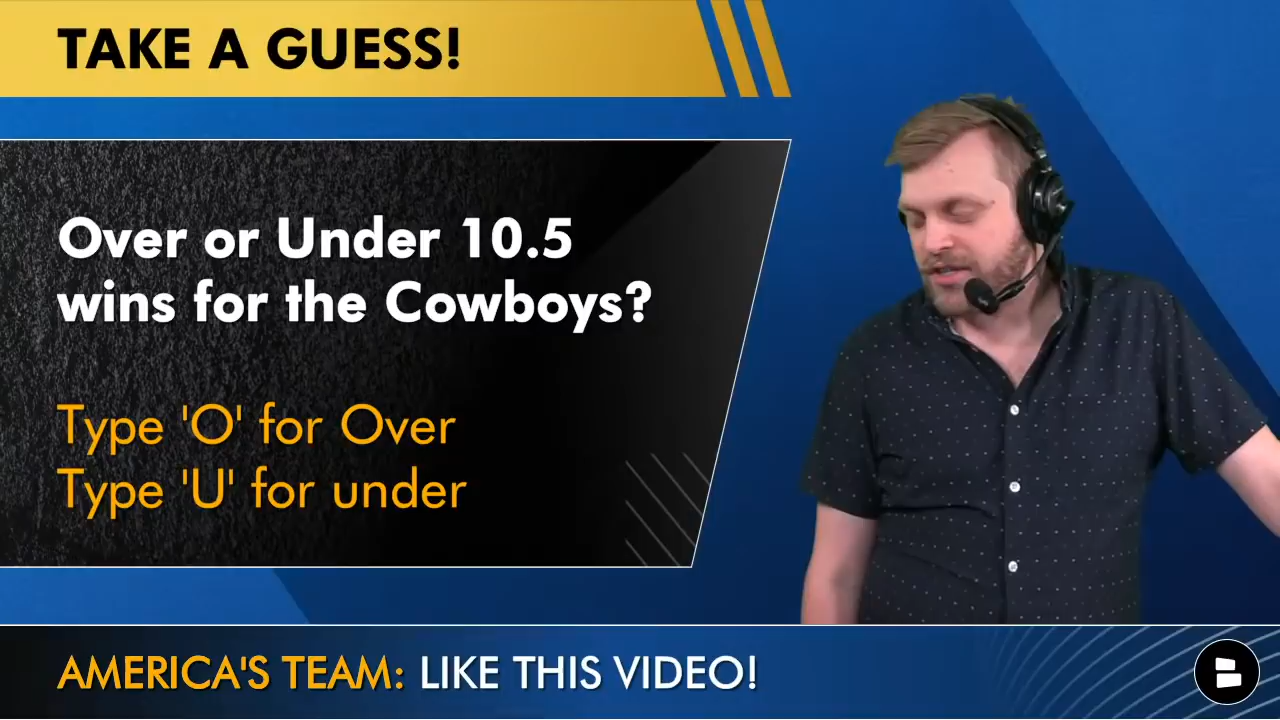 TAKE A GUESS!
Over or Under 10.5
wins for the Cowboys?
Type 'O' for Over
Type 'U' for under
AMERICA'S TEAM: LIKE THIS VIDEO!